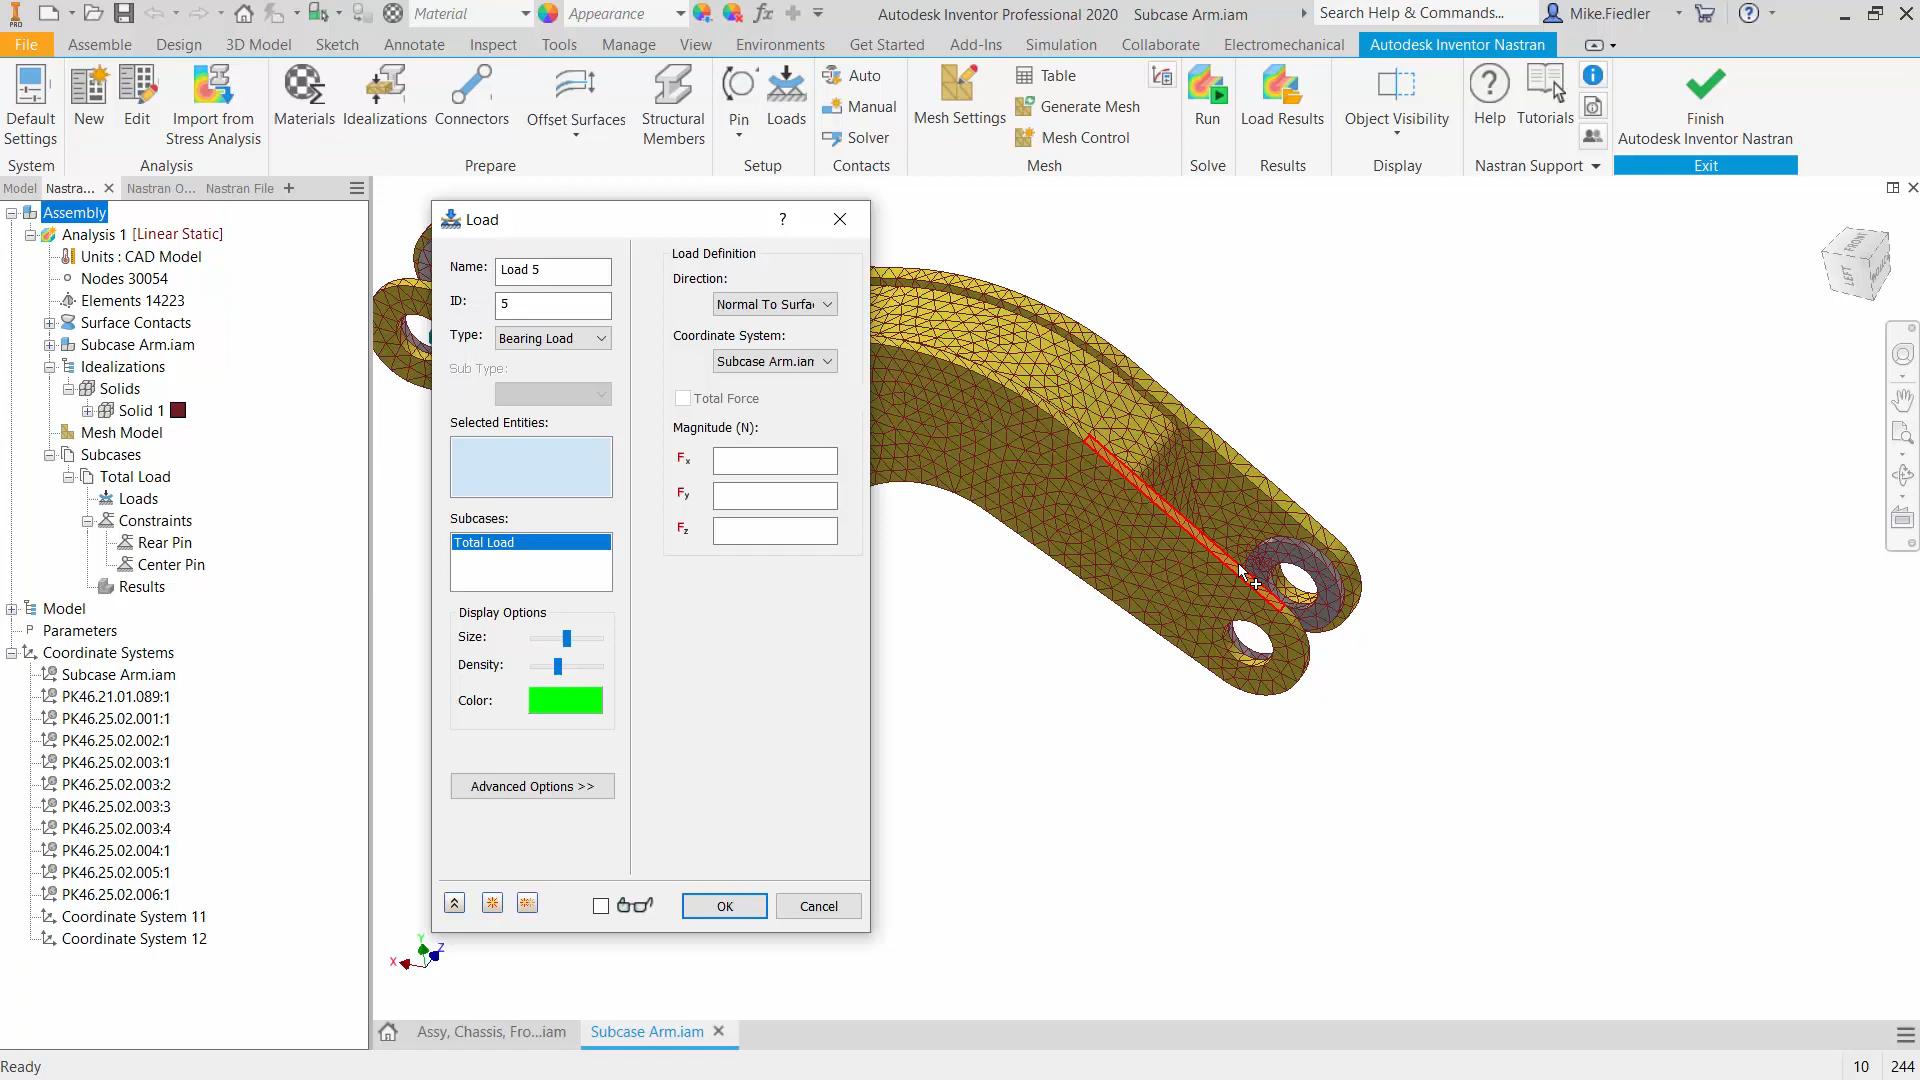 PRO
Material
Appearance
Autodesk Inventor Professional 2020 Subcase Arm.iam
Search Help & Commands...
Mike.Fiedler
File
Assemble
Design
3D Model
Sketch
Annotate
Inspect
Tools
Manage
View
Environments
Get Started
Add-Ins
Simulation
Collaborate
Electromechanical
Autodesk Inventor Nastran
Default Settings
New
Edit
Import from Stress Analysis
Materials
Idealizations
Connectors
Offset Surfaces
Structural Members
Pin
Loads
Auto
Manual
Solver
Mesh Settings
Table
Generate Mesh
Mesh Control
Run
Load Results
Object Visibility
Help
Tutorials
Finish Autodesk Inventor Nastran
System
Analysis
Prepare
Setup
Contacts
Mesh
Solve
Results
Display
Nastran Support
Exit
Model
Nastra...
Nastran O...
Nastran File
Assembly
Analysis 1 [Linear Static]
Units : CAD Model
Nodes 30054
Elements 14223
Surface Contacts
Subcase Arm.iam
Idealizations
Solids
Solid 1
Mesh Model
Subcases
Total Load
Loads
Constraints
Rear Pin
Center Pin
Results
Model
Parameters
Coordinate Systems
Subcase Arm.iam
PK46.21.01.089:1
PK46.25.02.001:1
PK46.25.02.002:1
PK46.25.02.003:1
PK46.25.02.003:2
PK46.25.02.003:3
PK46.25.02.003:4
PK46.25.02.004:1
PK46.25.02.005:1
PK46.25.02.006:1
Coordinate System 11
Coordinate System 12
Load
?
Name: Load 5
ID: 5
Type: Bearing Load
Sub Type:
Selected Entities:
Subcases:
Total Load
Display Options
Size:
Density:
Color:
Advanced Options >>
Load Definition
Direction:
Normal To Surfa
Coordinate System:
Subcase Arm.iam
Total Force
Magnitude (N):
Fx
Fy
Fz
OK
Cancel
FRONT
LEFT
X
Y
Z
Assy, Chassis, Fro...iam
Subcase Arm.iam
Ready
10
244